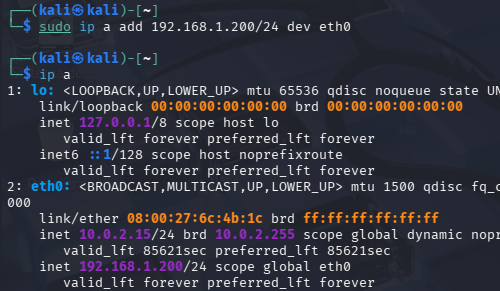 ┌──(kali㉿kali)-[~]
└─$ sudo ip a add 192.168.1.200/24 dev eth0
┌──(kali㉿kali)-[~]
└─$ ip a
1: lo: <LOOPBACK,UP,LOWER_UP> mtu 65536 qdisc noqueue state UN
link/loopback 00:00:00:00:00:00 brd 00:00:00:00:00:00
inet 127.0.0.1/8 scope host lo
valid_lft forever preferred_lft forever
inet6 ::1/128 scope host noprefixroute
valid_lft forever preferred_lft forever
2: eth0: <BROADCAST,MULTICAST,UP,LOWER_UP> mtu 1500 qdisc fq_c
000
link/ether 08:00:27:6c:4b:1c brd ff:ff:ff:ff:ff:ff
inet 10.0.2.15/24 brd 10.0.2.255 scope global dynamic nopr
valid_lft 85621sec preferred_lft 85621sec
inet 192.168.1.200/24 scope global eth0
valid_lft forever preferred_lft forever